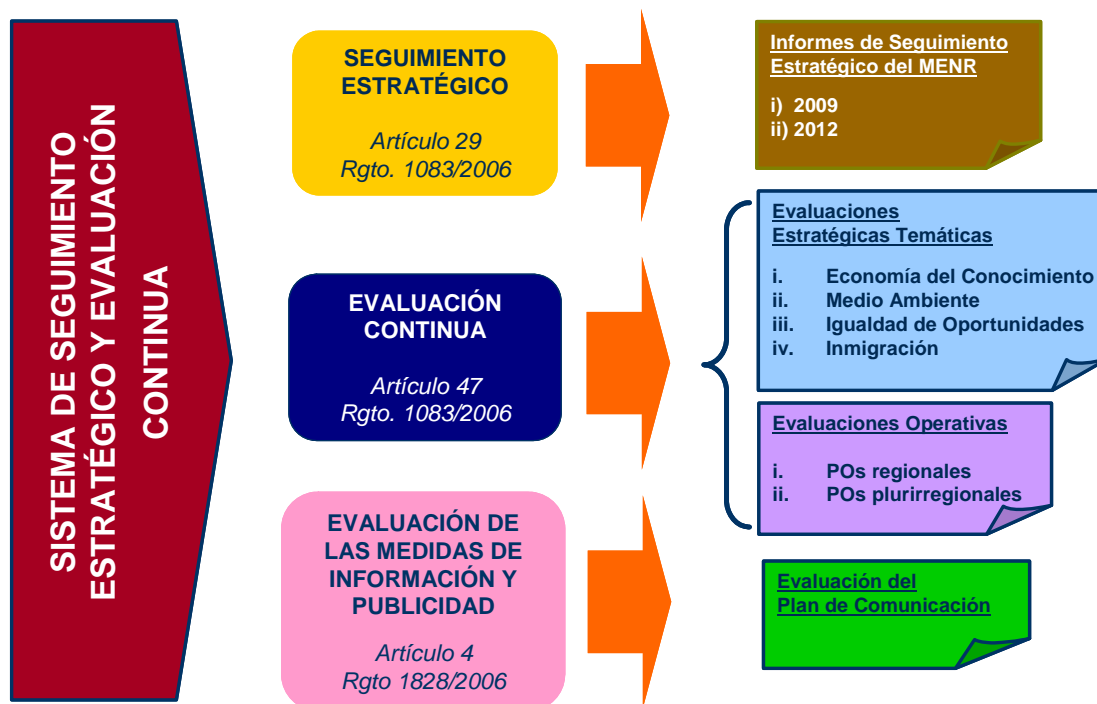 SISTEMA DE SEGUIMIENTO
ESTRATÉGICO Y EVALUACIÓN
CONTINUA
SEGUIMIENTO
ESTRATÉGICO
Artículo 29
Rgto. 1083/2006
Informes de Seguimiento
Estratégico del MENR
i) 2009
ii) 2012
EVALUACIÓN
CONTINUA
Artículo 47
Rgto. 1083/2006
Evaluaciones
Estratégicas Temáticas
i. Economía del Conocimiento
ii. Medio Ambiente
iii. Igualdad de Oportunidades
iv. Inmigración
Evaluaciones Operativas
i. POs regionales
ii. POs plurirregionales
EVALUACIÓN DE
LAS MEDIDAS DE
INFORMACIÓN Y
PUBLICIDAD
Artículo 4
Rgto 1828/2006
Evaluación del
Plan de Comunicación